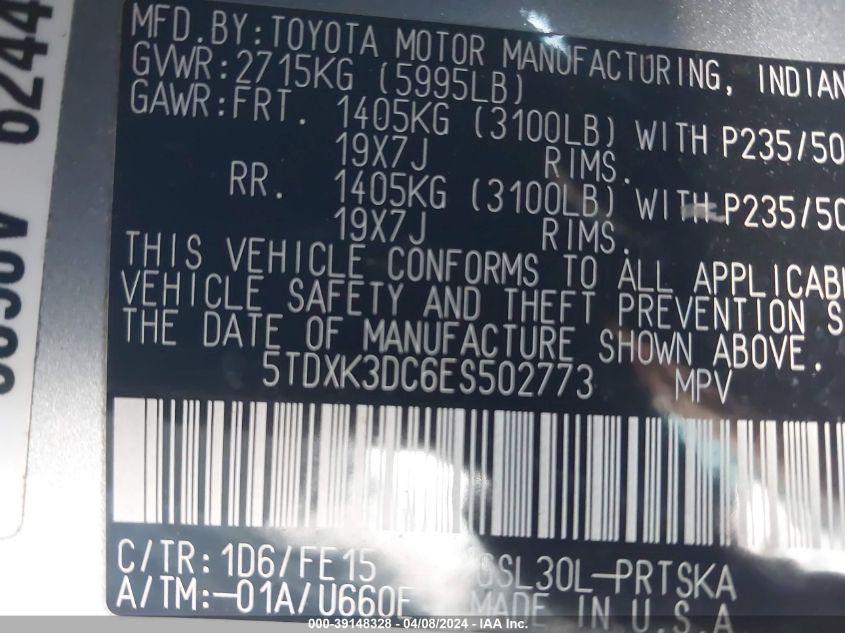 MFD.BY:TOYOTA MOTOR MANUFACTURING, INDIAN
GVWR:2715KG (5995LB)
GAWR:FRT. 1405KG (3100LB) WITH P235/50
19X7J RIMS.
RR. 1405KG (3100LB) WITH P235/50
19X7J RIMS.
THIS VEHICLE CONFORMS TO ALL APPLICABL
VEHICLE SAFETY AND THEFT PREVENTION S
THE DATE OF MANUFACTURE SHOWN ABOVE.
5TDXK3DC6ES502773 MPV
C/TR:1D6/FE15 GSL30L-PRTSKA
A/TM:-01A/U660E MADE IN U.S.A
000-39148328 - 04/08/2024 - IAAI.COM